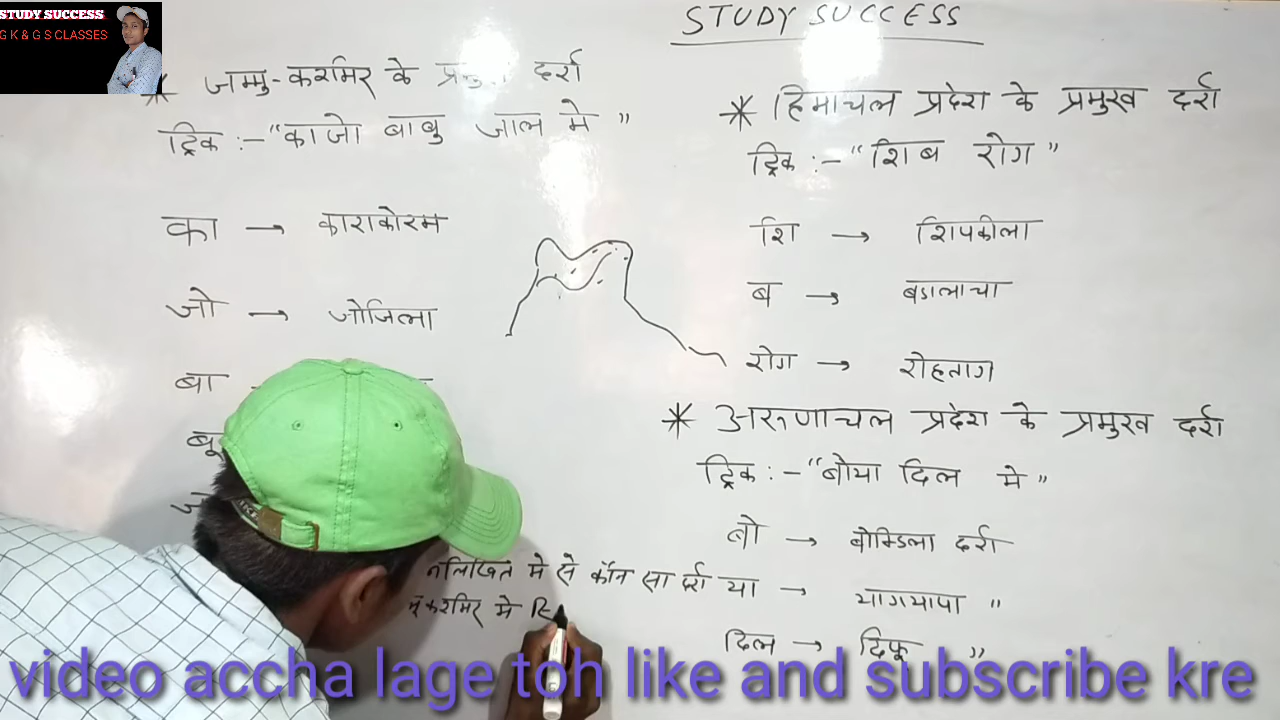 STUDY SUCCESS
G K & G S CLASSES
STUDY SUCCESS
* जम्मु-कश्मिर के दर्रा
ट्रिक :- "काजो बाबु जाल मे"
का → काराकोरम
जो → जोजिला
बा
बू
* हिमाचल प्रदेश के प्रमुख दर्रा
ट्रिक :- "शिब रोग"
शि → शिपकीला
ब → बडालाचा
रोग → रोहताग
* अरुणाचल प्रदेश के प्रमुख दर्रा
ट्रिक :- "बोया दिल मे"
बो → बोम्डिला दर्रा
या → यागयापा "
दिल → दिफू "
मे से कौन सा दर्रा
मे
video accha lage toh like and subscribe kre